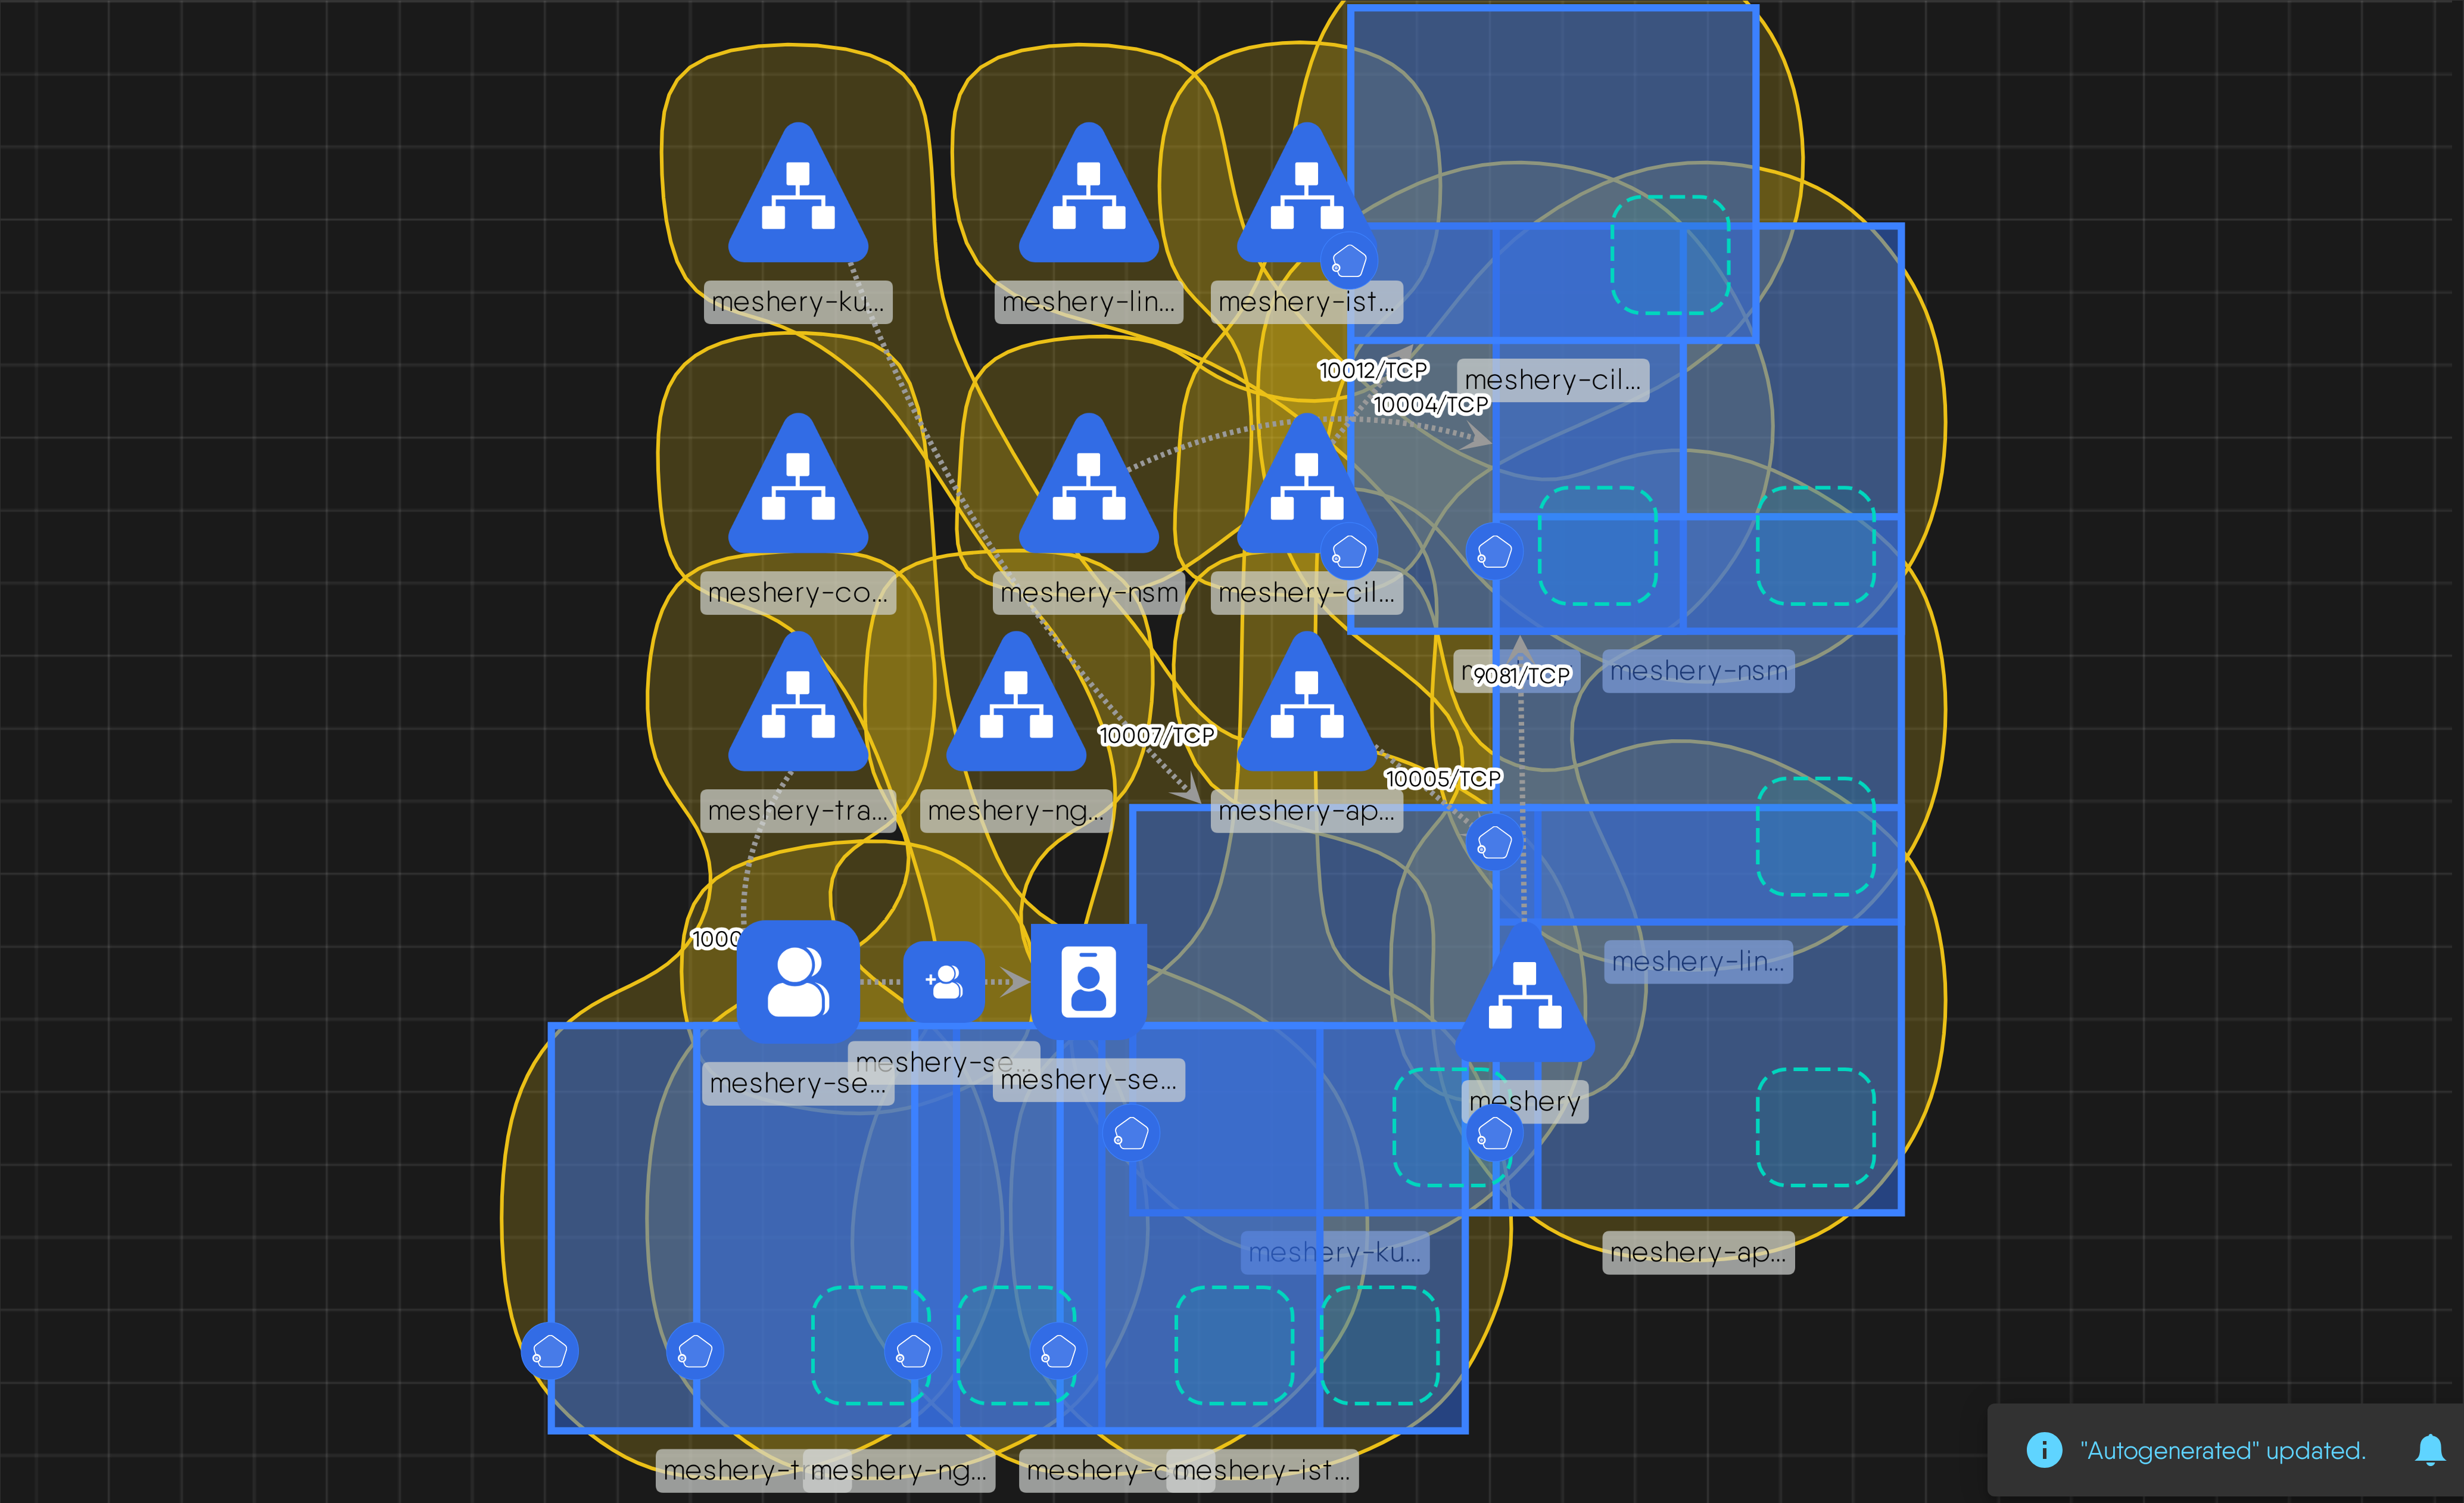 meshery-ku...
meshery-lin...
meshery-ist...
10012/TCP
meshery-cil...
10004/TCP
meshery-co...
meshery-nsm
meshery-cil...
meshery-nsm
9081/TCP
10007/TCP
10005/TCP
meshery-tra...
meshery-ng...
meshery-ap...
1000
meshery-lin...
meshery-se...
meshery-se...
meshery-se...
meshery
meshery-ku...
meshery-ap...
"Autogenerated" updated.
meshery-t
meshery-ng...
meshery-c
meshery-ist...